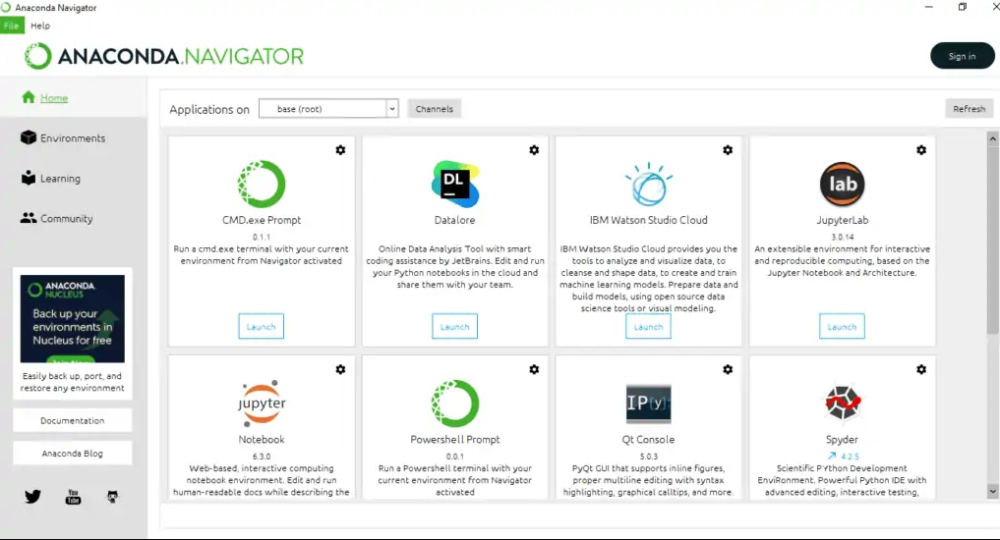 Anaconda Navigator
File Help
ANACONDA.NAVIGATOR
Sign in
Home
Environments
Learning
Community
ANACONDA.
NUCLEUS
Back up your
environments in
Nucleus for free
Join Now
Easily back up, port, and
restore any environment
Documentation
Anaconda Blog
You
Tube
Applications on base (root) Channels Refresh
CMD.exe Prompt
0.1.1
Run a cmd.exe terminal with your current
environment from Navigator activated
Launch
DL
Datalore
Online Data Analysis Tool with smart
coding assistance by JetBrains. Edit and run
your Python notebooks in the cloud and
share them with your team.
Launch
IBM Watson Studio Cloud
IBM Watson Studio Cloud provides you the
tools to analyze and visualize data, to
cleanse and shape data, to create and train
machine learning models. Prepare data and
build models, using open source data
science tools or visual modeling.
Launch
lab
JupyterLab
3.0.14
An extensible environment for interactive
and reproducible computing, based on the
Jupyter Notebook and Architecture.
Launch
jupyter
Notebook
6.3.0
Web-based, interactive computing
notebook environment. Edit and run
human-readable docs while describing the
Powershell Prompt
0.0.1
Run a Powershell terminal with your
current environment from Navigator
activated
IP[y]
Qt Console
5.0.3
PyQt GUI that supports inline figures,
proper multiline editing with syntax
highlighting, graphical calltips, and more.
Spyder
4.2.5
Scientific PYthon Development
EnviRonment. Powerful Python IDE with
advanced editing, interactive testing,